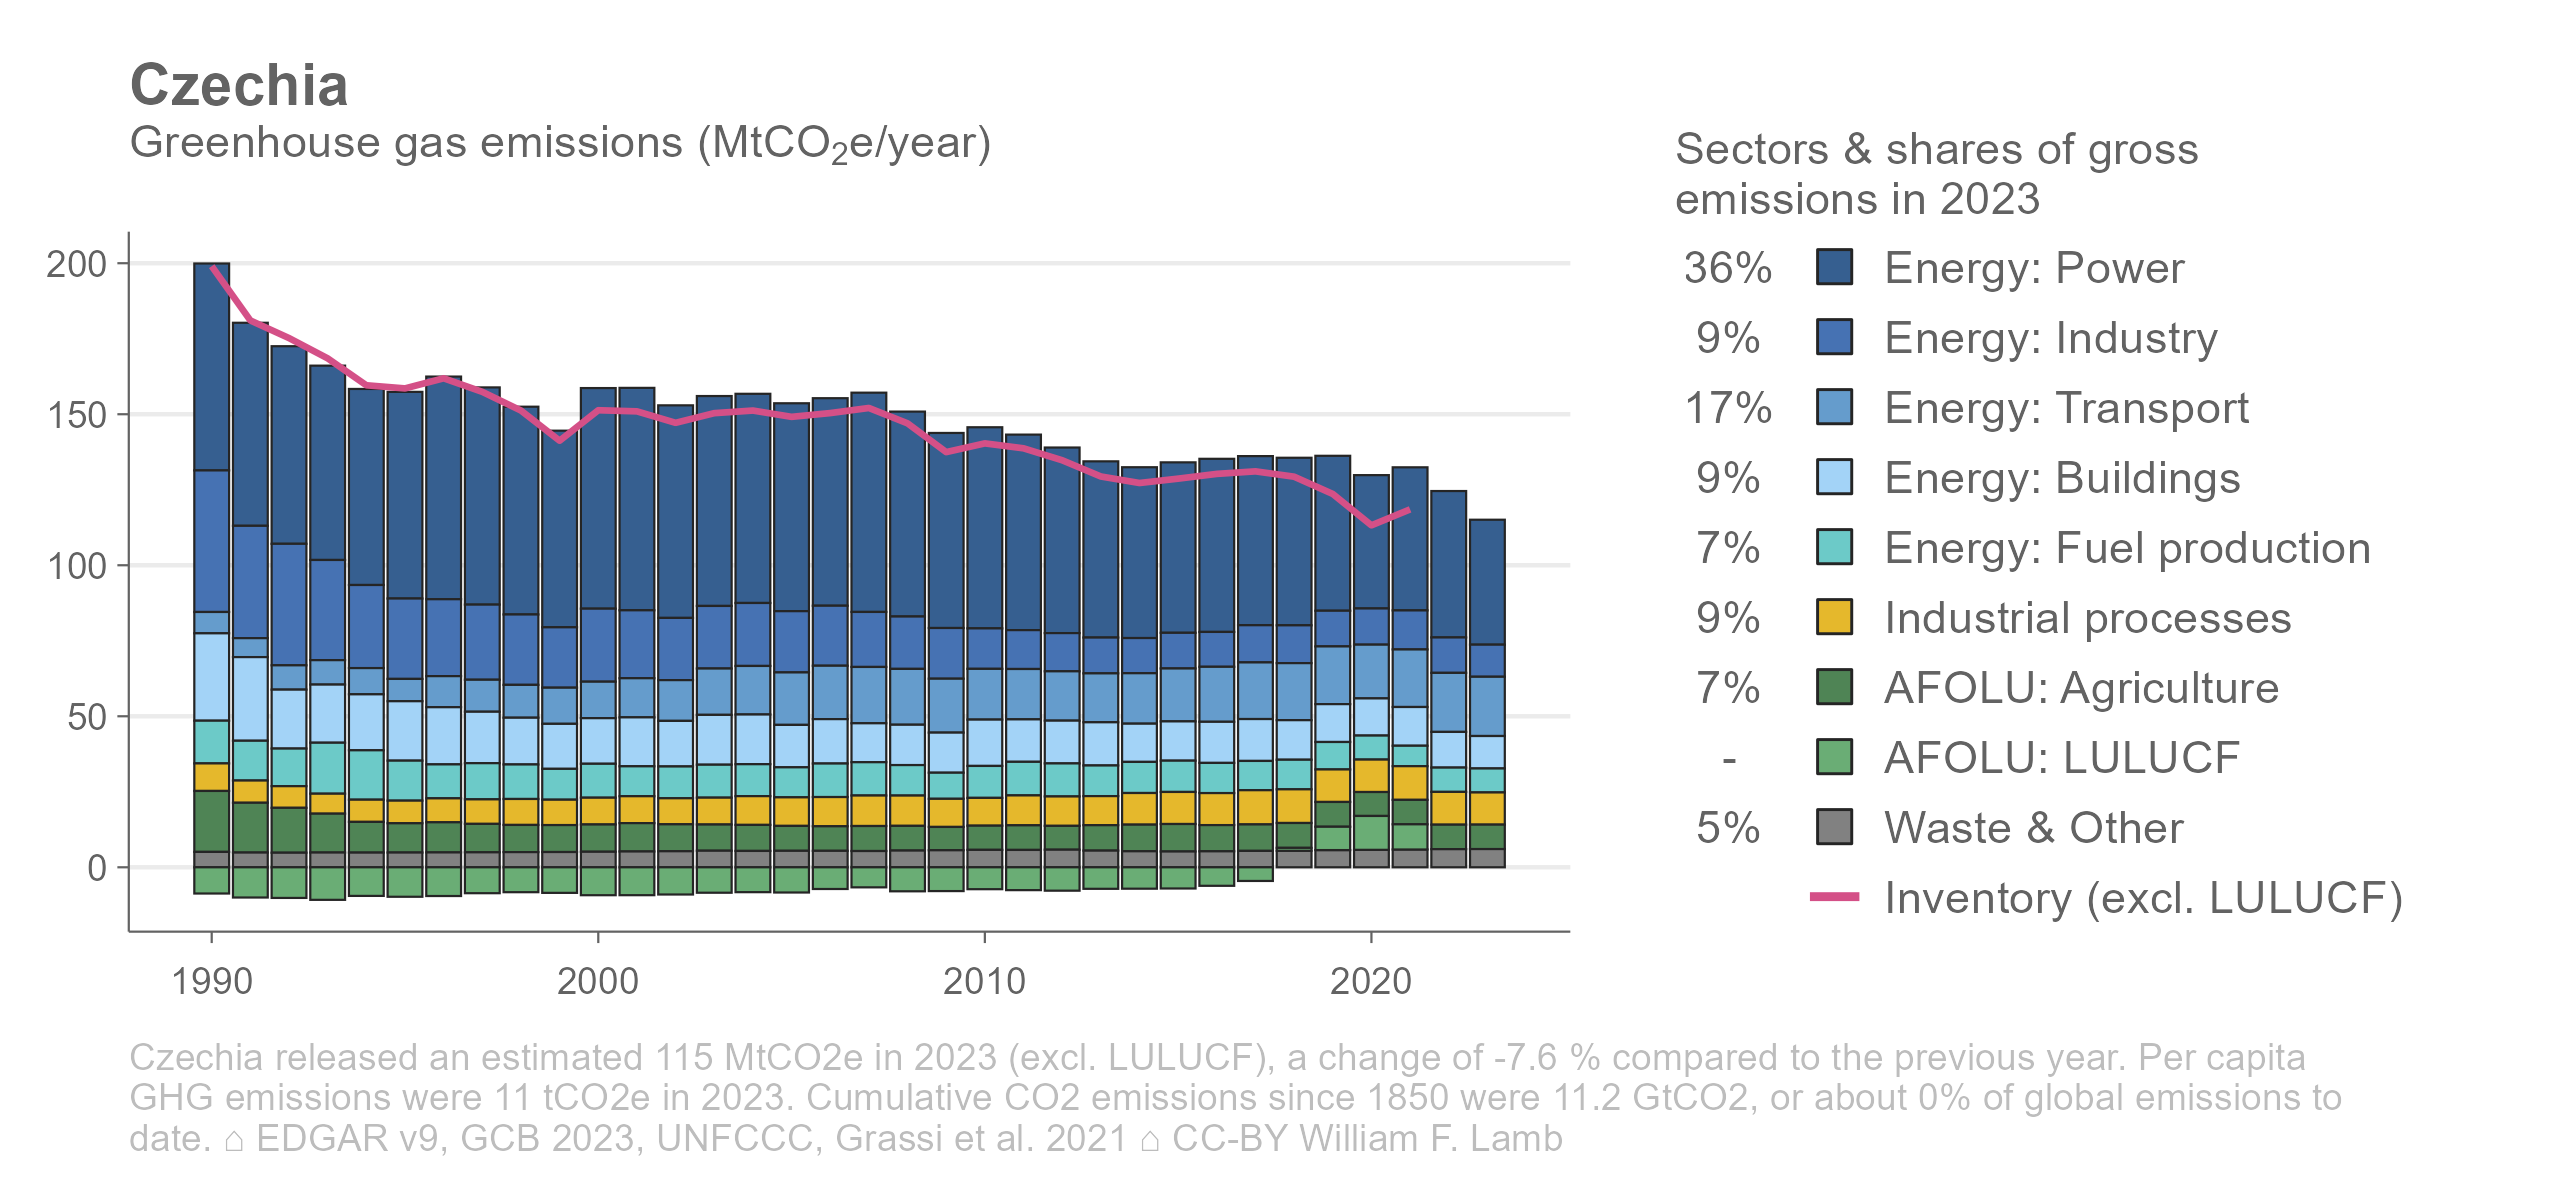 Czechia
Greenhouse gas emissions (MtCO₂e/year)
200
150
100
50
0
1990
2000
2010
2020
Sectors & shares of gross
emissions in 2023
36% Energy: Power
9% Energy: Industry
17% Energy: Transport
9% Energy: Buildings
7% Energy: Fuel production
9% Industrial processes
7% AFOLU: Agriculture
- AFOLU: LULUCF
5% Waste & Other
Inventory (excl. LULUCF)
Czechia released an estimated 115 MtCO2e in 2023 (excl. LULUCF), a change of -7.6 % compared to the previous year. Per capita
GHG emissions were 11 tCO2e in 2023. Cumulative CO2 emissions since 1850 were 11.2 GtCO2, or about 0% of global emissions to
date. ⌂ EDGAR v9, GCB 2023, UNFCCC, Grassi et al. 2021 ⌂ CC-BY William F. Lamb